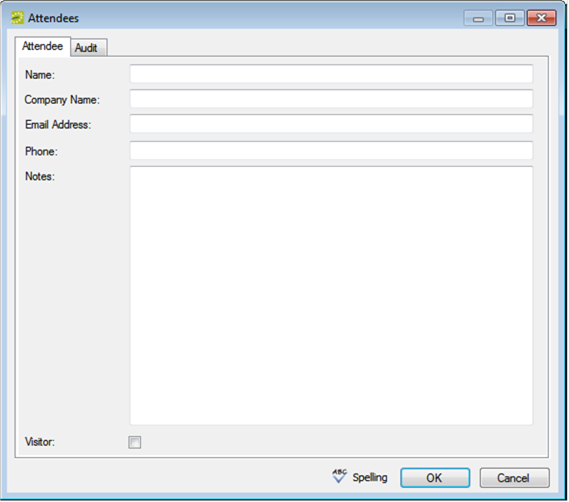 Attendees
Attendee Audit
Name:
Company Name:
Email Address:
Phone:
Notes:
Visitor:
ABC Spelling OK Cancel